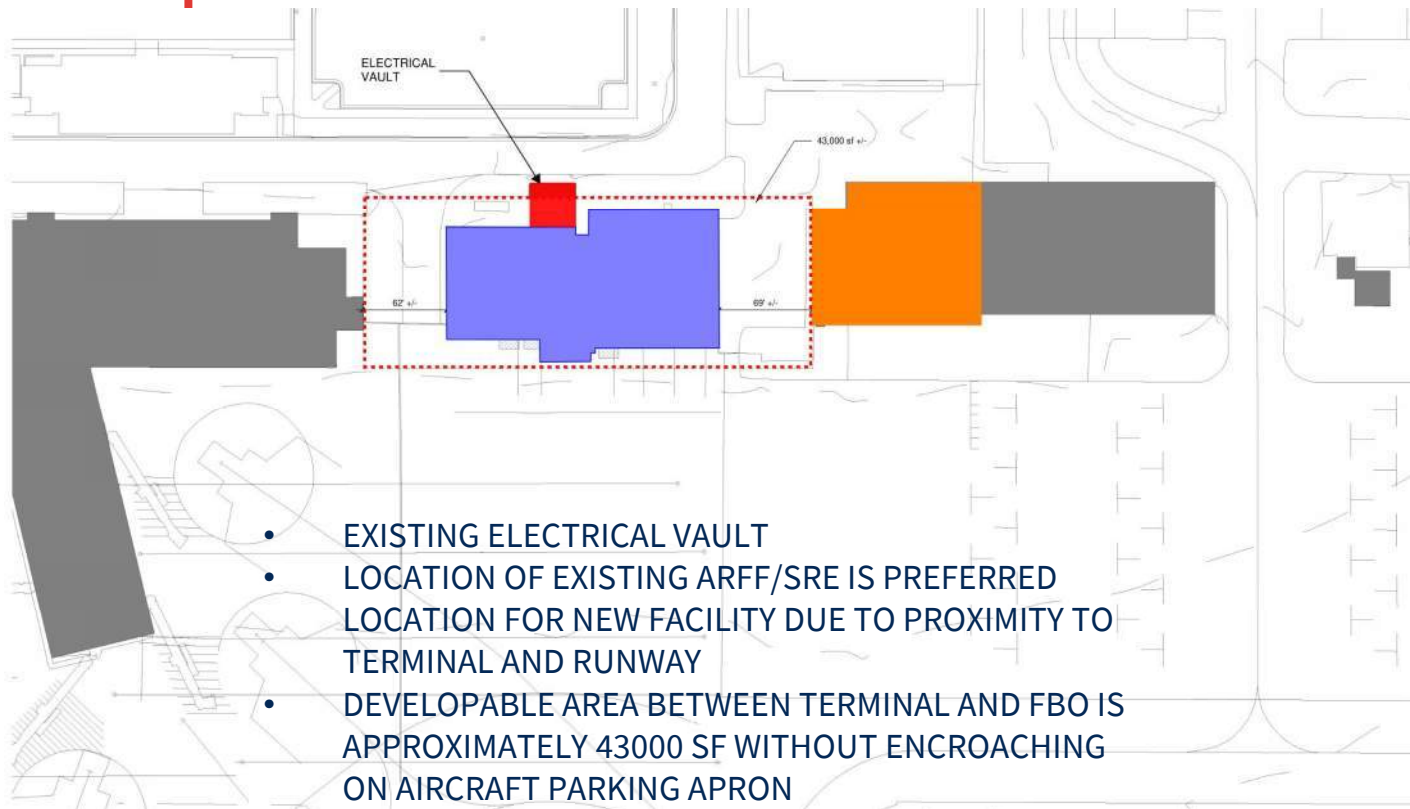 ELECTRICAL
VAULT
43,000 sf +/-
62' +/-
69' +/-
• EXISTING ELECTRICAL VAULT
• LOCATION OF EXISTING ARFF/SRE IS PREFERRED
LOCATION FOR NEW FACILITY DUE TO PROXIMITY TO
TERMINAL AND RUNWAY
• DEVELOPABLE AREA BETWEEN TERMINAL AND FBO IS
APPROXIMATELY 43000 SF WITHOUT ENCROACHING
ON AIRCRAFT PARKING APRON